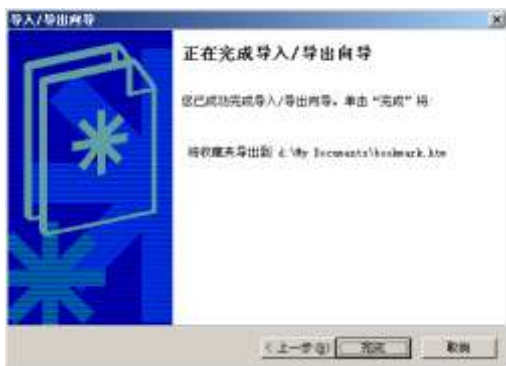 导入/导出向导
正在完成导入/导出向导
您已成功完成导入/导出向导。单击“完成”将
将收藏夹导出到 d:\My Documents\bookmark.htm
<上一步(B)
完成
取消